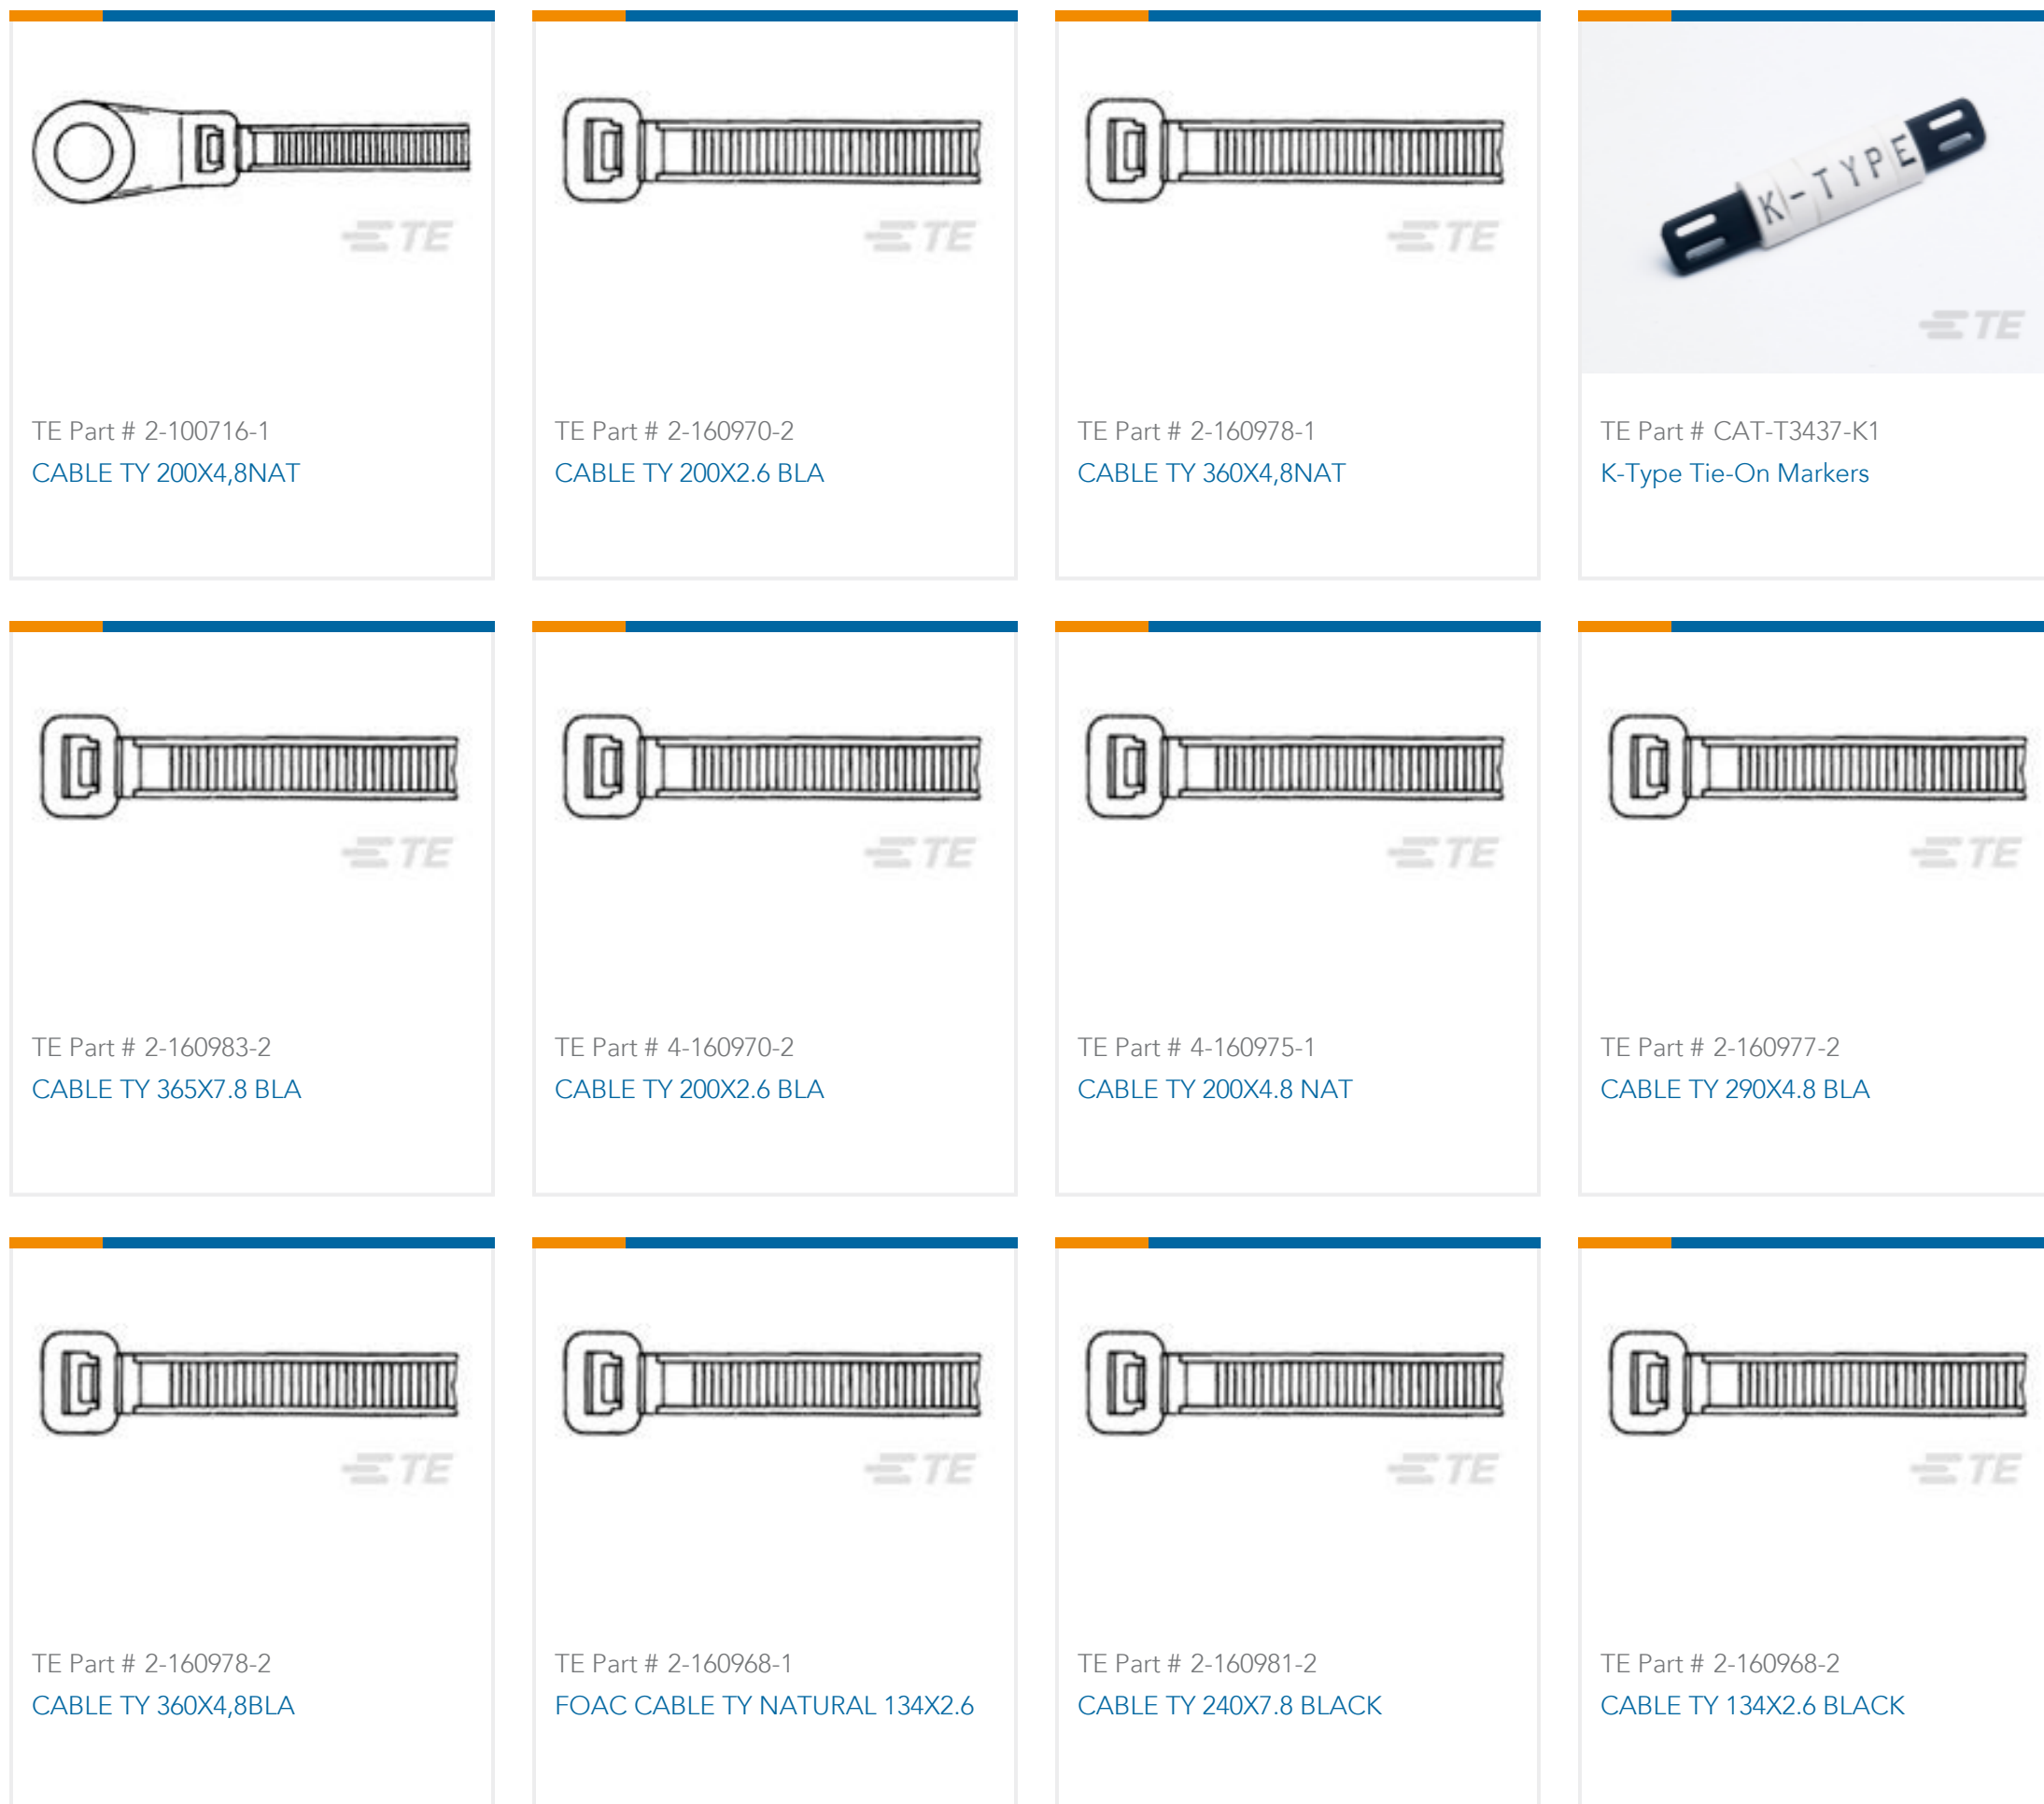 TE
TE
TE
K-TYPE
TE
TE Part # 2-100716-1
CABLE TY 200X4,8NAT
TE Part # 2-160970-2
CABLE TY 200X2.6 BLA
TE Part # 2-160978-1
CABLE TY 360X4,8NAT
TE Part # CAT-T3437-K1
K-Type Tie-On Markers
TE
TE
TE
TE
TE Part # 2-160983-2
CABLE TY 365X7.8 BLA
TE Part # 4-160970-2
CABLE TY 200X2.6 BLA
TE Part # 4-160975-1
CABLE TY 200X4.8 NAT
TE Part # 2-160977-2
CABLE TY 290X4.8 BLA
TE
TE
TE
TE
TE Part # 2-160978-2
CABLE TY 360X4,8BLA
TE Part # 2-160968-1
FOAC CABLE TY NATURAL 134X2.6
TE Part # 2-160981-2
CABLE TY 240X7.8 BLACK
TE Part # 2-160968-2
CABLE TY 134X2.6 BLACK